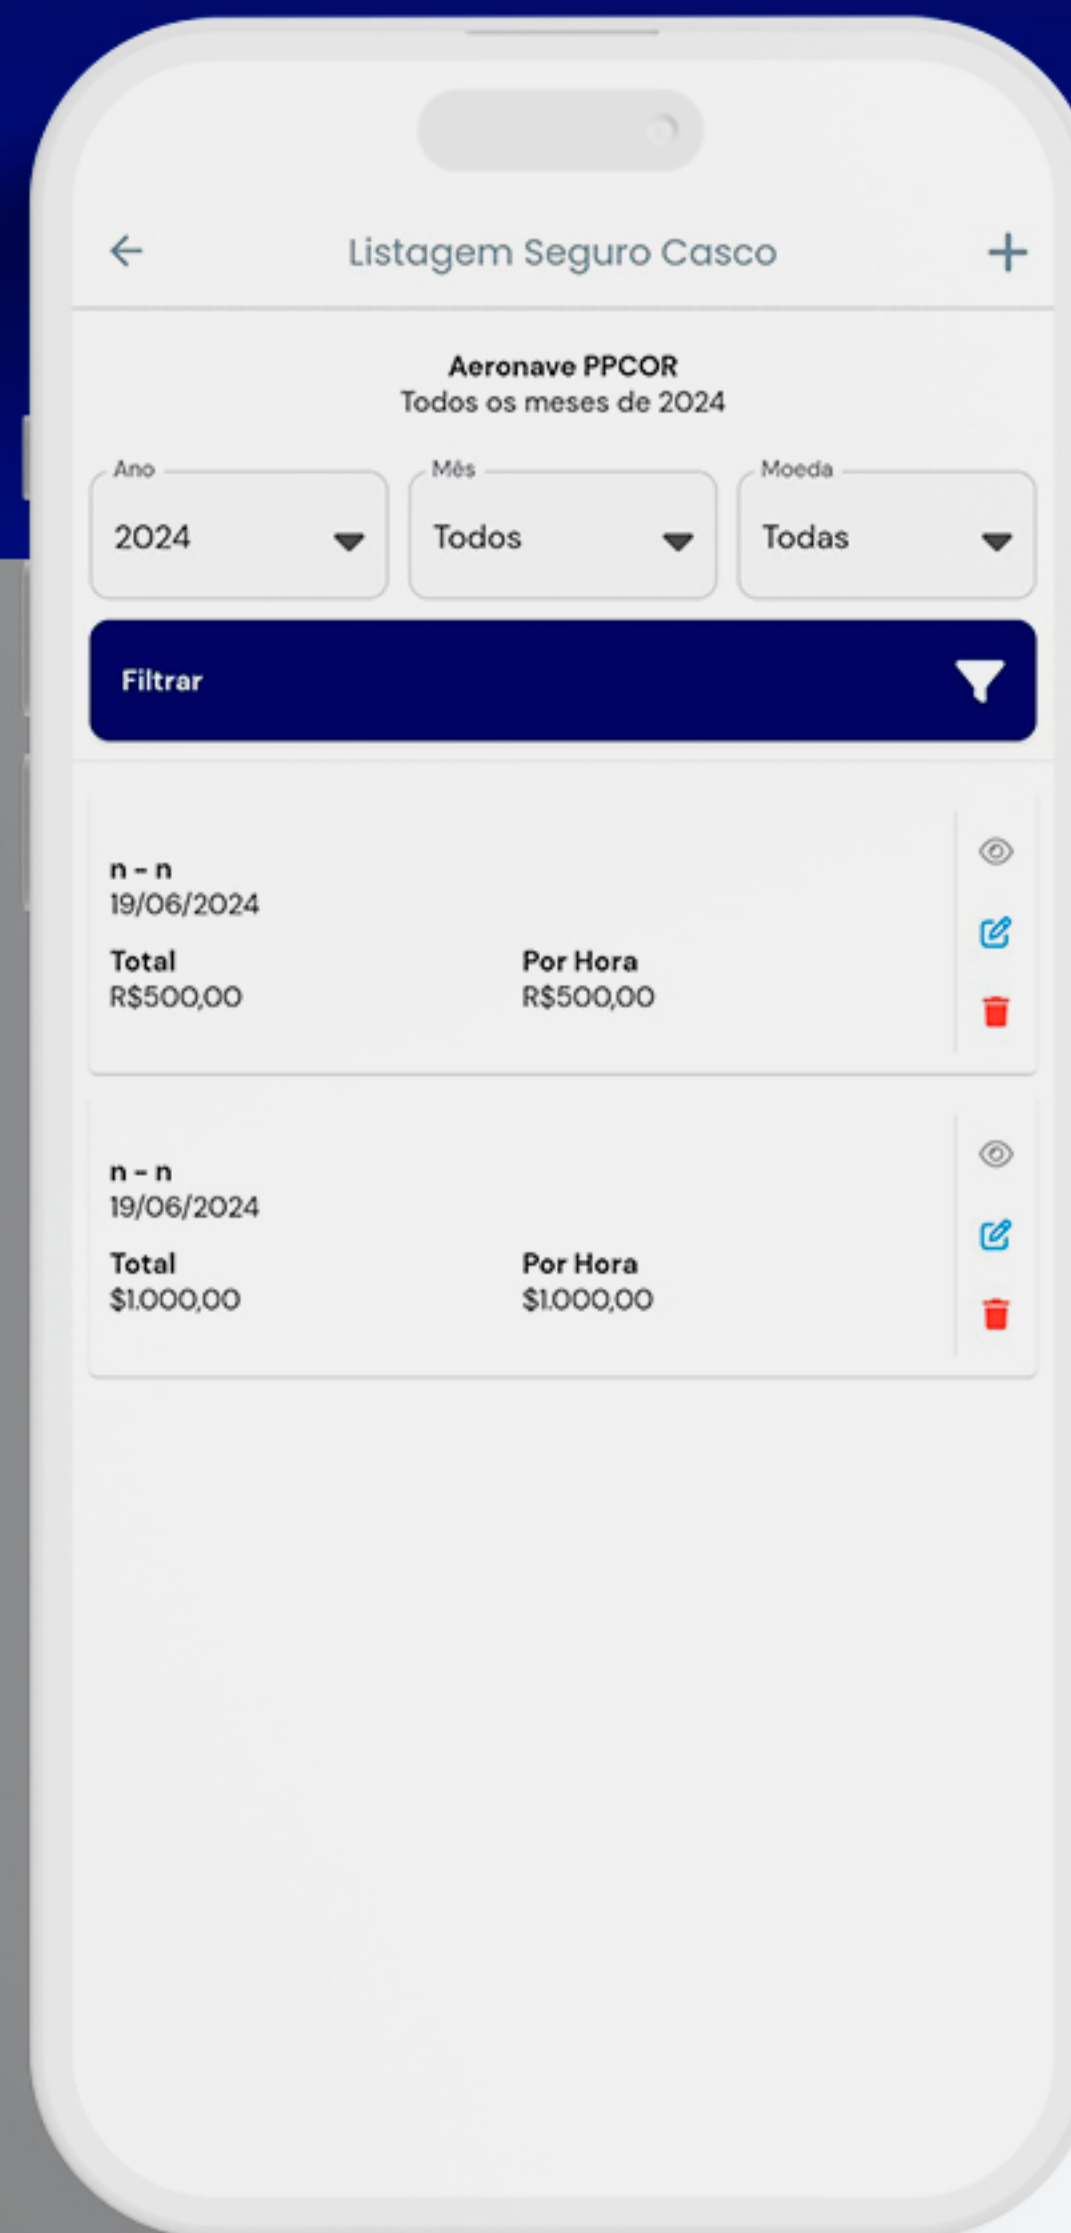 Listagem Seguro Casco
Aeronave PPCOR
Todos os meses de 2024
Ano
Mês
Moeda
2024
Todos
Todas
Filtrar
n - n
19/06/2024
Total
Por Hora
R$500,00
R$500,00
n - n
19/06/2024
Total
Por Hora
$1.000,00
$1.000,00